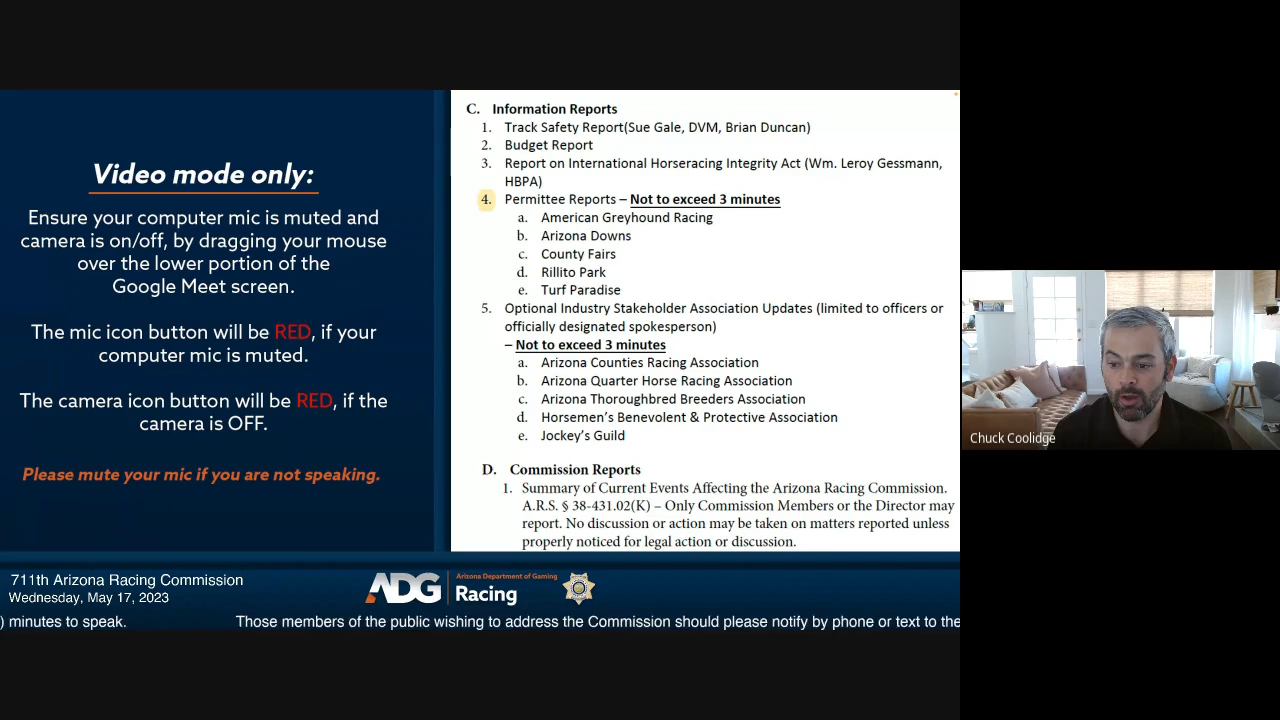 Video mode only:
Ensure your computer mic is muted and
camera is on/off, by dragging your mouse
over the lower portion of the
Google Meet screen.
The mic icon button will be RED, if your
computer mic is muted.
The camera icon button will be RED, if the
camera is OFF.
Please mute your mic if you are not speaking.
C. Information Reports
1. Track Safety Report(Sue Gale, DVM, Brian Duncan)
2. Budget Report
3. Report on International Horseracing Integrity Act (Wm. Leroy Gessmann,
HBPA)
4. Permittee Reports – Not to exceed 3 minutes
a. American Greyhound Racing
b. Arizona Downs
c. County Fairs
d. Rillito Park
e. Turf Paradise
5. Optional Industry Stakeholder Association Updates (limited to officers or
officially designated spokesperson)
– Not to exceed 3 minutes
a. Arizona Counties Racing Association
b. Arizona Quarter Horse Racing Association
c. Arizona Thoroughbred Breeders Association
d. Horsemen's Benevolent & Protective Association
e. Jockey's Guild
D. Commission Reports
1. Summary of Current Events Affecting the Arizona Racing Commission.
A.R.S. § 38-431.02(K) – Only Commission Members or the Director may
report. No discussion or action may be taken on matters reported unless
properly noticed for legal action or discussion.
Chuck Coolidge
711th Arizona Racing Commission
Wednesday, May 17, 2023
ADG
Arizona Department of Gaming
Racing
) minutes to speak. Those members of the public wishing to address the Commission should please notify by phone or text to the